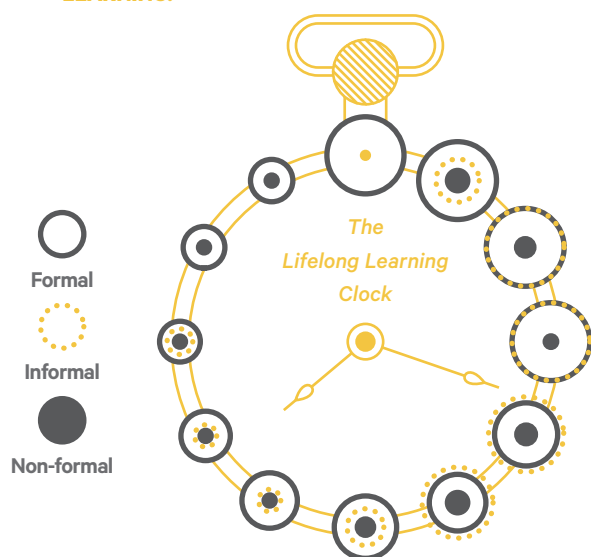 The
Lifelong Learning
Clock
Formal
Informal
Non-formal